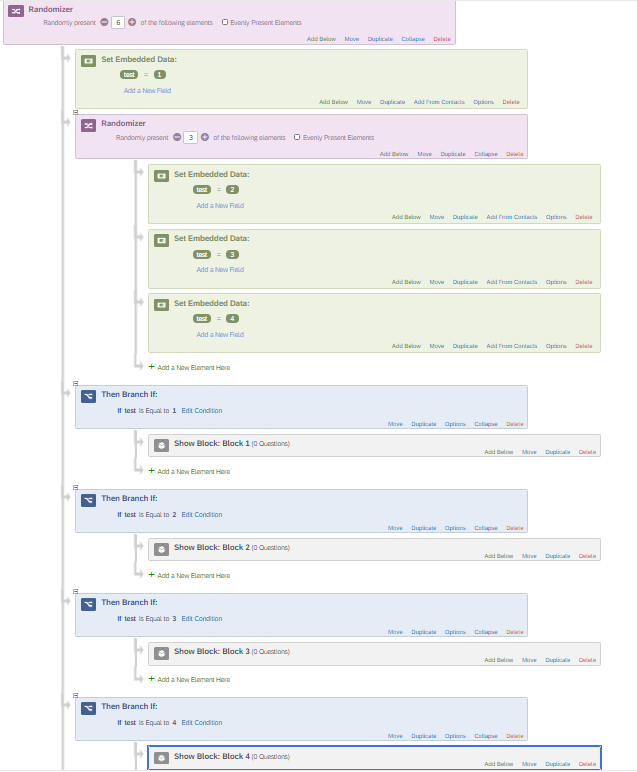 Randomizer
Randomly present 6 of the following elements Evenly Present Elements
Add Below Move Duplicate Collapse Delete
Set Embedded Data:
test = 1
Add a New Field
Add Below Move Duplicate Add From Contacts Options Delete
Randomizer
Randomly present 3 of the following elements Evenly Present Elements
Add Below Move Duplicate Collapse Delete
Set Embedded Data:
test = 2
Add a New Field
Add Below Move Duplicate Add From Contacts Options Delete
Set Embedded Data:
test = 3
Add a New Field
Add Below Move Duplicate Add From Contacts Options Delete
Set Embedded Data:
test = 4
Add a New Field
Add Below Move Duplicate Add From Contacts Options Delete
+ Add a New Element Here
Then Branch If:
If test Is Equal to 1 Edit Condition
Move Duplicate Options Collapse Delete
Show Block: Block 1 (0 Questions)
Add Below Move Duplicate Delete
+ Add a New Element Here
Then Branch If:
If test Is Equal to 2 Edit Condition
Move Duplicate Options Collapse Delete
Show Block: Block 2 (0 Questions)
Add Below Move Duplicate Delete
+ Add a New Element Here
Then Branch If:
If test Is Equal to 3 Edit Condition
Move Duplicate Options Collapse Delete
Show Block: Block 3 (0 Questions)
Add Below Move Duplicate Delete
+ Add a New Element Here
Then Branch If:
If test Is Equal to 4 Edit Condition
Move Duplicate Options Collapse Delete
Show Block: Block 4 (0 Questions)
Add Below Move Duplicate Delete